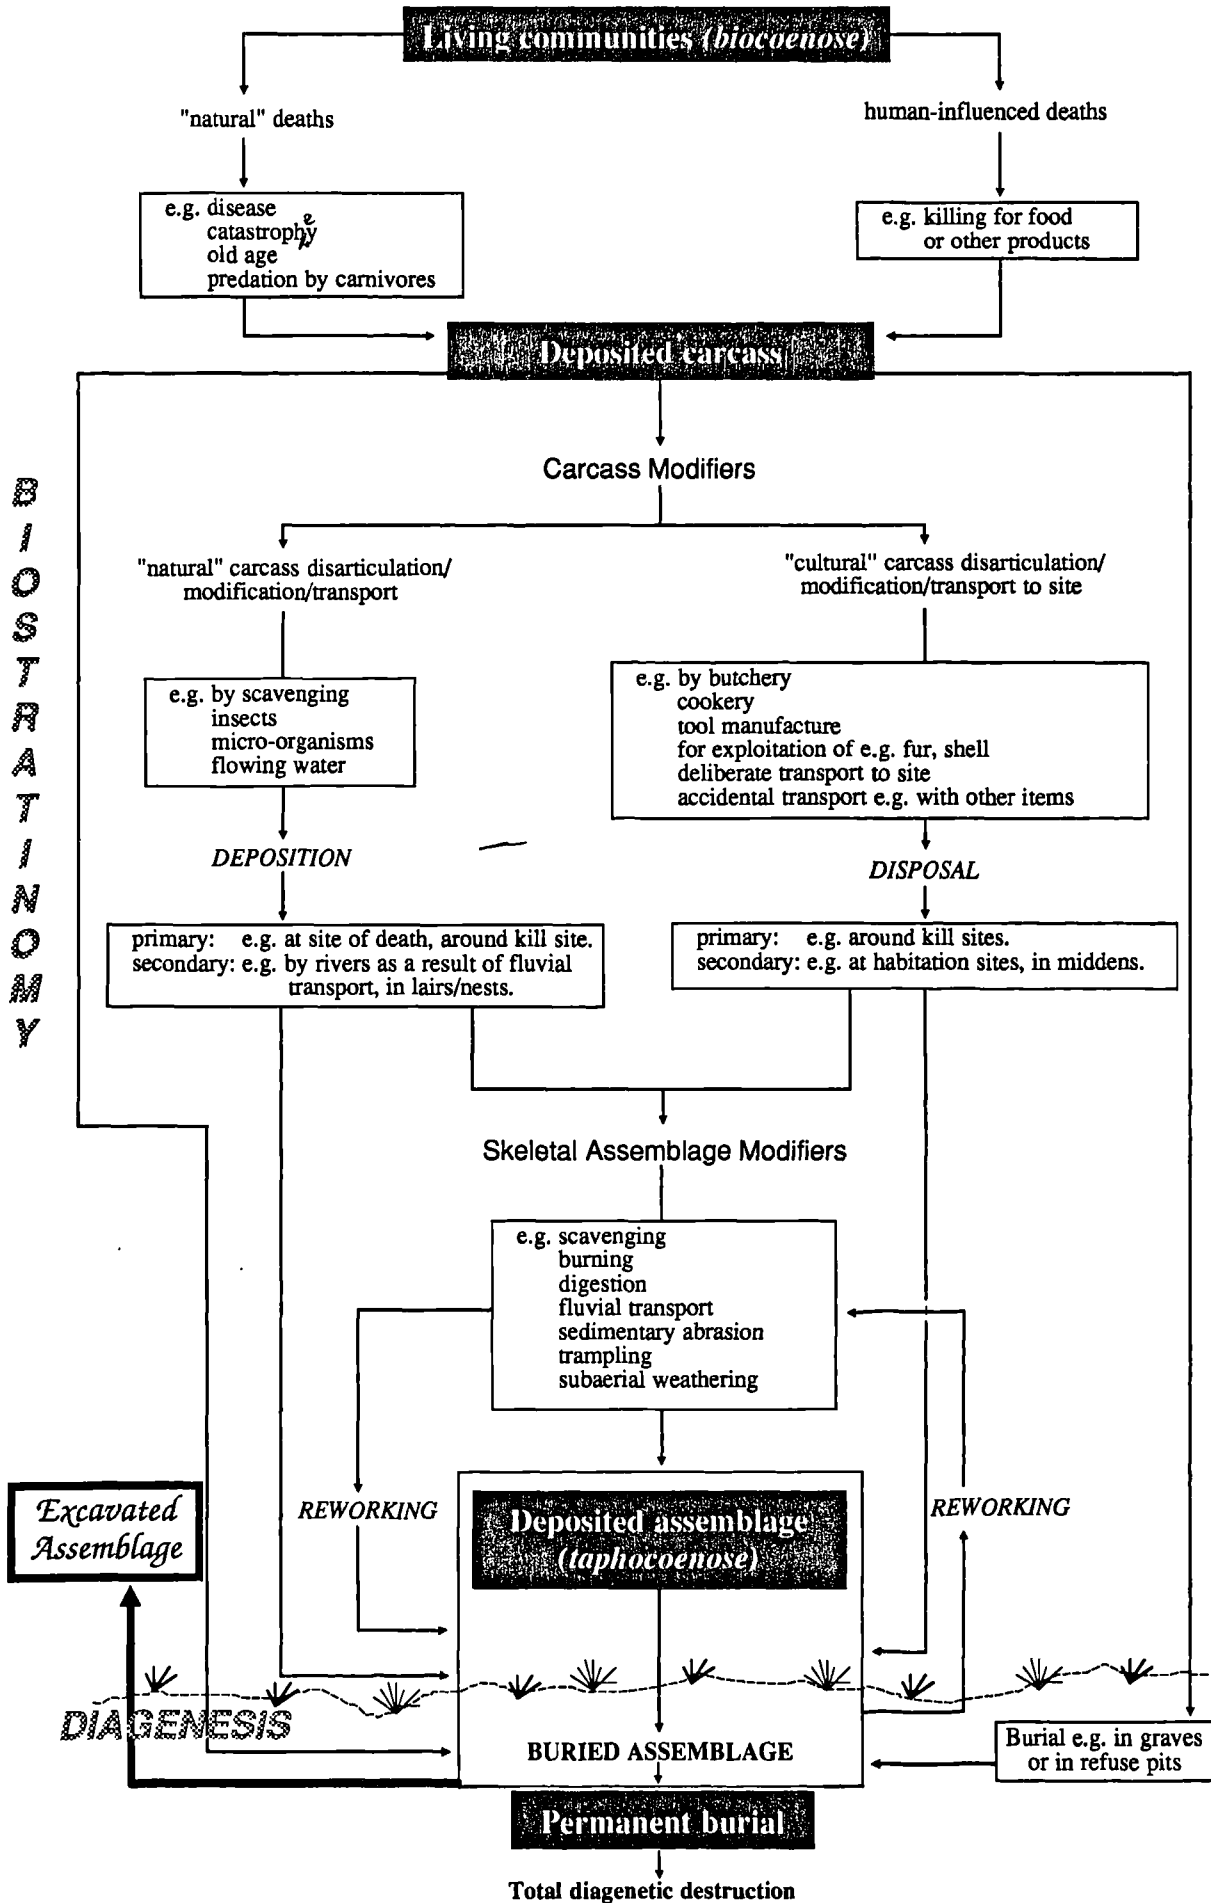 Living communities (biocoenose)
"natural" deaths
human-influenced deaths
e.g. disease
catastrophy
e
old age
predation by carnivores
e.g. killing for food
or other products
Deposited carcass
Carcass Modifiers
BIOSTRATINOMY
"natural" carcass disarticulation/
modification/transport
"cultural" carcass disarticulation/
modification/transport to site
e.g. by scavenging
insects
micro-organisms
flowing water
e.g. by butchery
cookery
tool manufacture
for exploitation of e.g. fur, shell
deliberate transport to site
accidental transport e.g. with other items
DEPOSITION
DISPOSAL
primary: e.g. at site of death, around kill site.
secondary: e.g. by rivers as a result of fluvial
transport, in lairs/nests.
primary: e.g. around kill sites.
secondary: e.g. at habitation sites, in middens.
Skeletal Assemblage Modifiers
e.g. scavenging
burning
digestion
fluvial transport
sedimentary abrasion
trampling
subaerial weathering
Excavated
Assemblage
REWORKING
Deposited assemblage
(taphocoenose)
REWORKING
DIAGENESIS
BURIED ASSEMBLAGE
Burial e.g. in graves
or in refuse pits
Permanent burial
Total diagenetic destruction